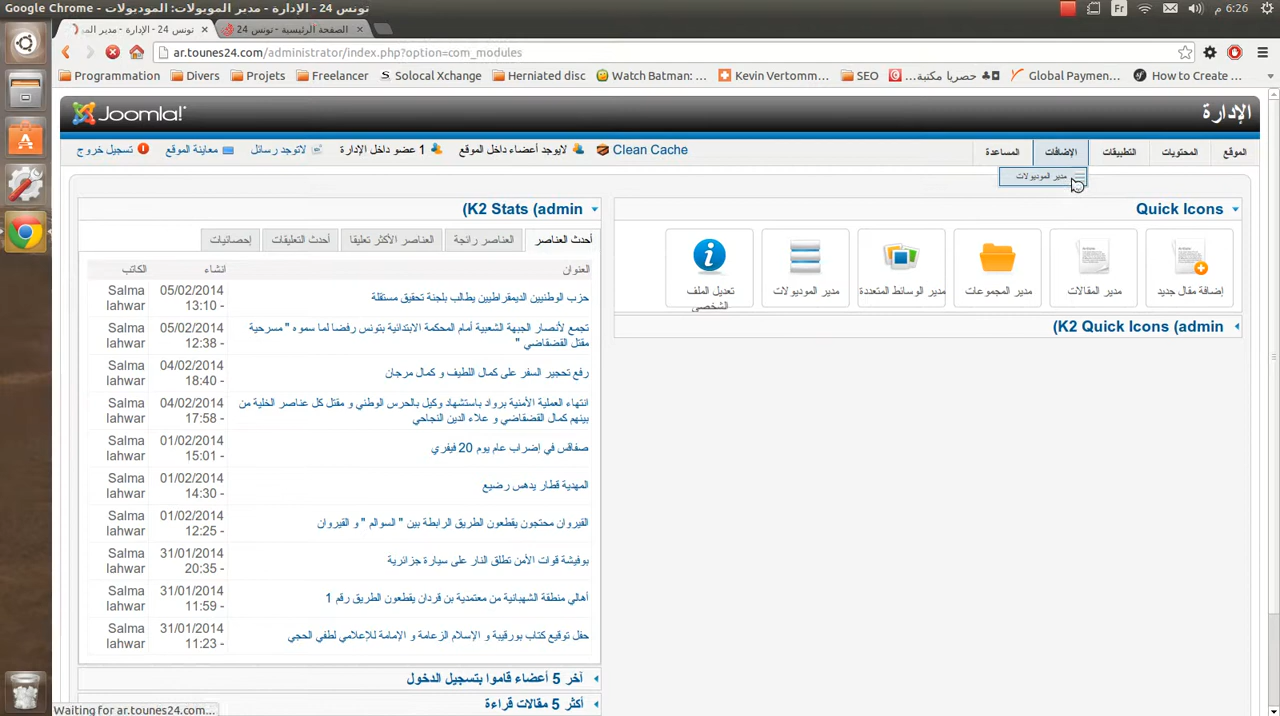 تونس 24 - الإدارة - مدير الموبولات: الموديولات - Google Chrome
Fr
6:26 م
تونس 24 - الإدارة - مدير المو
الصفحة الرئيسية - تونس 24
ar.tounes24.com/administrator/index.php?option=com_modules
Programmation
Divers
Projets
Freelancer
Solocal Xchange
Herniated disc
Watch Batman: ...
Kevin Vertomm...
SEO
حصريا مكتبة...
Global Paymen...
How to Create ...
Joomla!
الإدارة
الموقع
المحتويات
التطبيقات
الإضافات
المساعدة
Clean Cache
لايوجد أعضاء داخل الموقع
1 عضو داخل الإدارة
لاتوجد رسائل
معاينة الموقع
تسجيل خروج
مدير الموديولات
Quick Icons
إضافة مقال جديد
مدير المقالات
مدير المجموعات
مدير الوسائط المتعددة
مدير الموديولات
تعديل الملف
الشخصي
K2 Quick Icons (admin)
K2 Stats (admin)
أحدث العناصر
العناصر رائجة
العناصر الأكثر تعليقا
أحدث التعليقات
إحصائيات
العنوان
انشاء
الكاتب
حزب الوطنيين الديمقراطيين يطالب بلجنة تحقيق مستقلة
05/02/2014
- 13:10
Salma
lahwar
تجمع لأنصار الجبهة الشعبية أمام المحكمة الابتدائية بتونس رفضا لما سموه " مسرحية
مقتل القضقاضي "
05/02/2014
- 12:38
Salma
lahwar
رفع تحجير السفر على كمال اللطيف و كمال مرجان
04/02/2014
- 18:40
Salma
lahwar
انتهاء العملية الأمنية برواد باستشهاد وكيل بالحرس الوطني و مقتل كل عناصر الخلية من
بينهم كمال القضقاضي و علاء الدين النجاحي
04/02/2014
- 17:58
Salma
lahwar
صفاقس في إضراب عام يوم 20 فيفري
01/02/2014
- 15:01
Salma
lahwar
المهدية قطار يدهس رضيع
01/02/2014
- 14:30
Salma
lahwar
القيروان محتجون يقطعون الطريق الرابطة بين " السوالم " و القيروان
01/02/2014
- 12:25
Salma
lahwar
بوفيشة قوات الأمن تطلق النار على سيارة جزائرية
31/01/2014
- 20:35
Salma
lahwar
أهالي منطقة الشهبانية من معتمدية بن قردان يقطعون الطريق رقم 1
31/01/2014
- 11:59
Salma
lahwar
حفل توقيع كتاب بورقيبة و الإسلام الزعامة و الإمامة للإعلامي لطفي الحجي
31/01/2014
- 11:23
Salma
lahwar
آخر 5 أعضاء قاموا بتسجيل الدخول
أكثر 5 مقالات قراءة
Waiting for ar.tounes24.com...